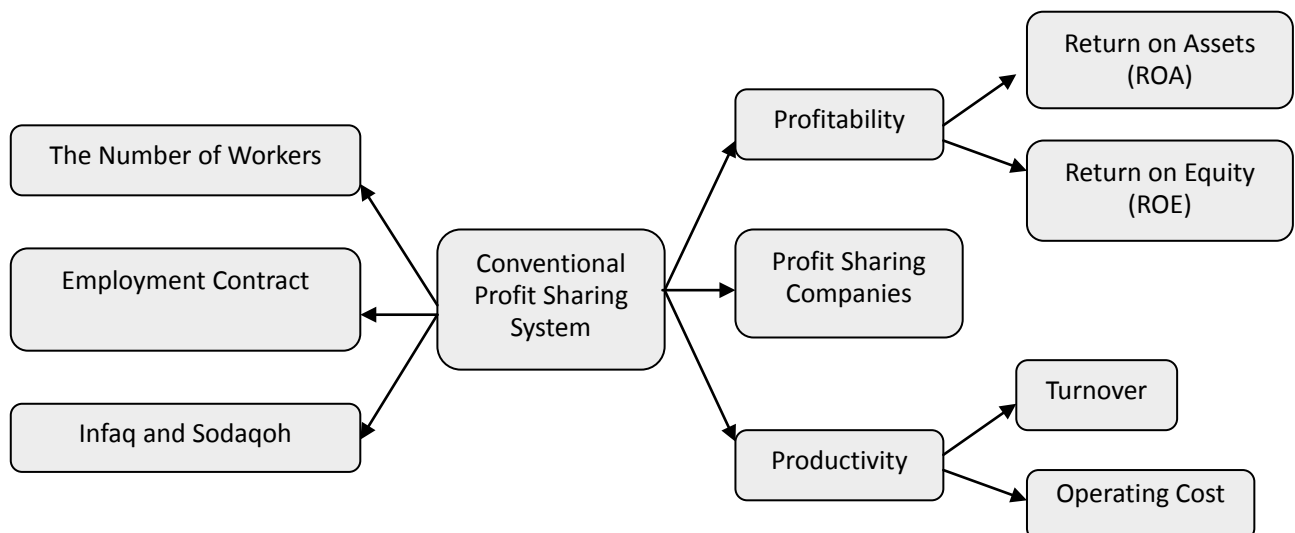 The Number of Workers
Employment Contract
Infaq and Sodaqoh
Conventional
Profit Sharing
System
Profitability
Profit Sharing
Companies
Productivity
Return on Assets
(ROA)
Return on Equity
(ROE)
Turnover
Operating Cost